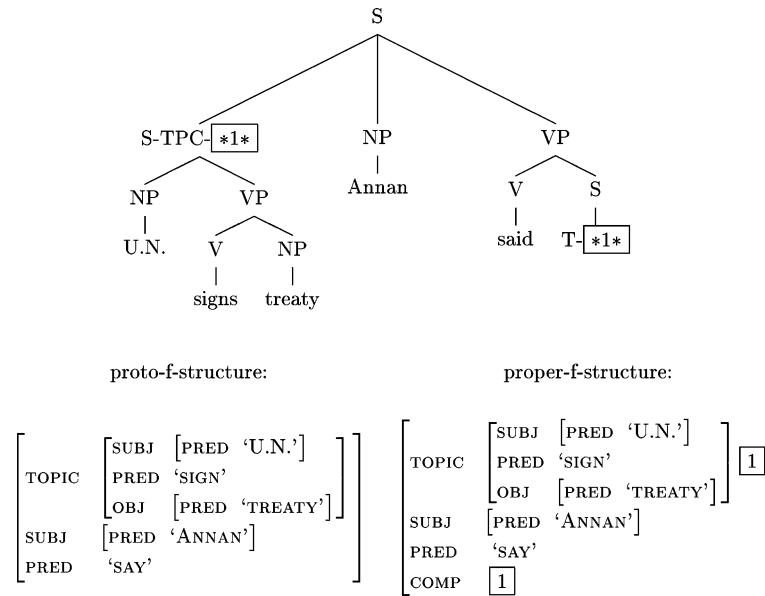 S
S-TPC-*1* NP VP
Annan
NP VP V S
U.N. V NP said T-*1*
signs treaty
proto-f-structure: proper-f-structure:
SUBJ [PRED ‘U.N.’]
TOPIC PRED ‘SIGN’
OBJ [PRED ‘TREATY’]
SUBJ [PRED ‘ANNAN’]
PRED ‘SAY’
SUBJ [PRED ‘U.N.’]
TOPIC PRED ‘SIGN’ 1
OBJ [PRED ‘TREATY’]
SUBJ [PRED ‘ANNAN’]
PRED ‘SAY’
COMP 1